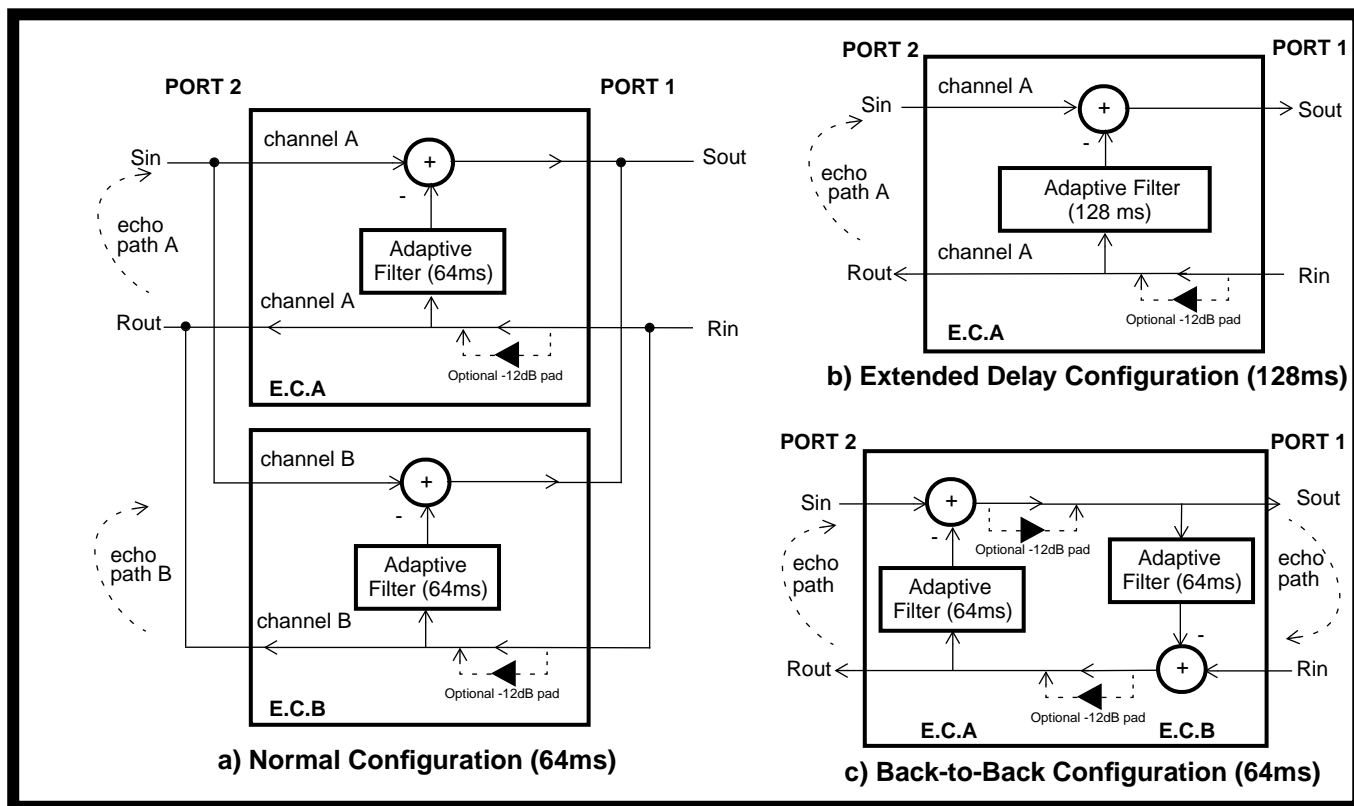 PORT 2
PORT 1
Sin
channel A
+
Sout
-
echo
path A
Adaptive
Filter (64ms)
channel A
Rout
Rin
Optional -12dB pad
E.C.A
channel B
+
-
echo
path B
Adaptive
Filter (64ms)
channel B
Optional -12dB pad
E.C.B
a) Normal Configuration (64ms)
PORT 2
PORT 1
Sin
channel A
+
Sout
-
echo
path A
Adaptive Filter
(128 ms)
channel A
Rout
Rin
Optional -12dB pad
E.C.A
b) Extended Delay Configuration (128ms)
PORT 2
PORT 1
Sin
+
Sout
-
Optional -12dB pad
echo
path
Adaptive
Filter (64ms)
Adaptive
Filter (64ms)
echo
path
-
Rout
+
Rin
Optional -12dB pad
E.C.A
E.C.B
c) Back-to-Back Configuration (64ms)